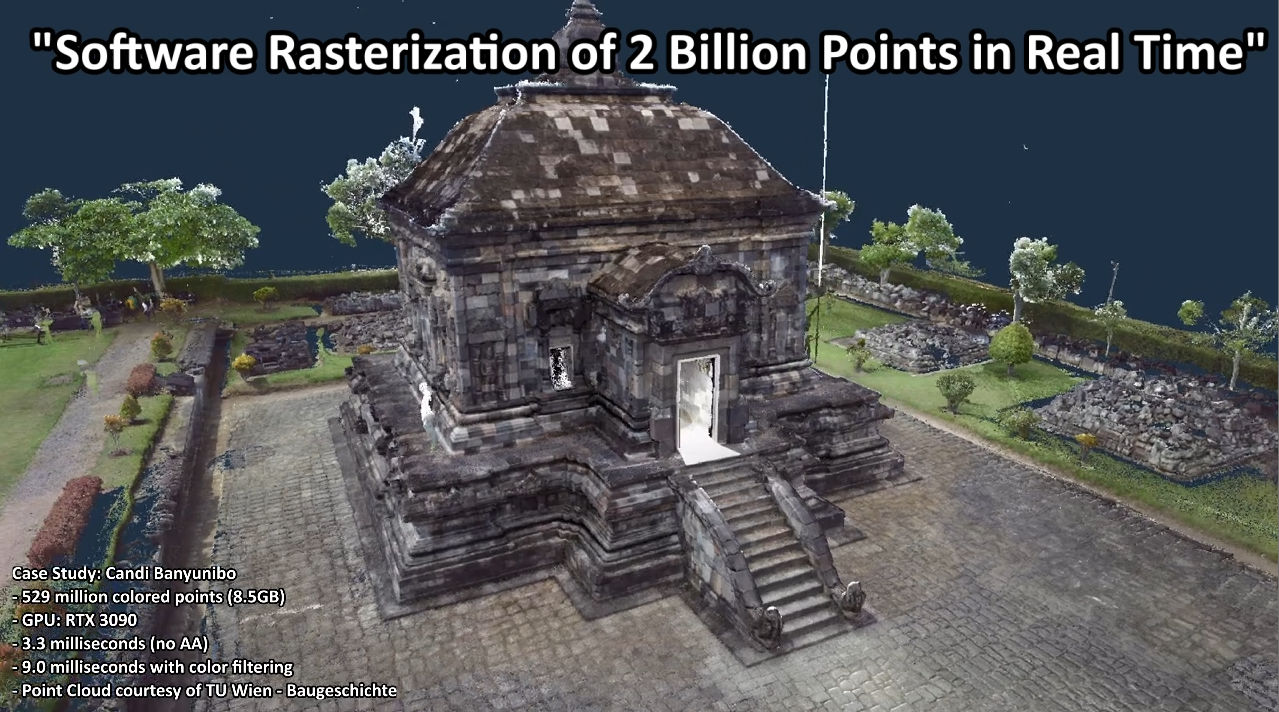 "Software Rasterization of 2 Billion Points in Real Time"
Case Study: Candi Banyunibo
- 529 million colored points (8.5GB)
- GPU: RTX 3090
- 3.3 milliseconds (no AA)
- 9.0 milliseconds with color filtering
- Point Cloud courtesy of TU Wien - Baugeschichte